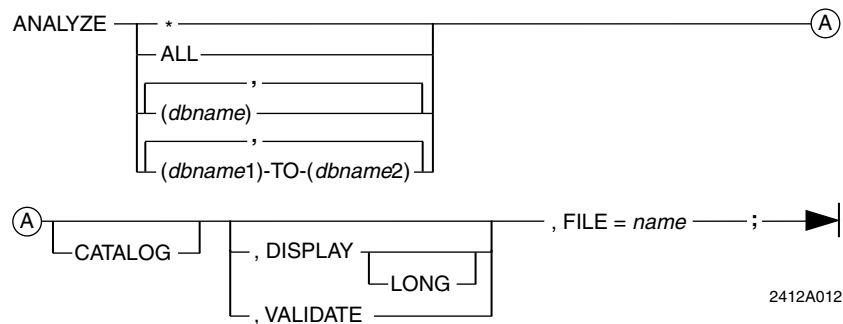 ANALYZE *
A
ALL
,
(dbname)
,
(dbname1)-TO-(dbname2)
A
, FILE = name ;
CATALOG
, DISPLAY
LONG
, VALIDATE
2412A012